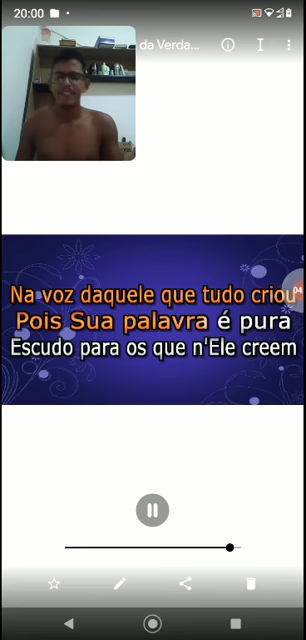 20:00
da Verda...
04
Na voz daquele que tudo criou
Pois Sua palavra é pura
Escudo para os que n'Ele creem